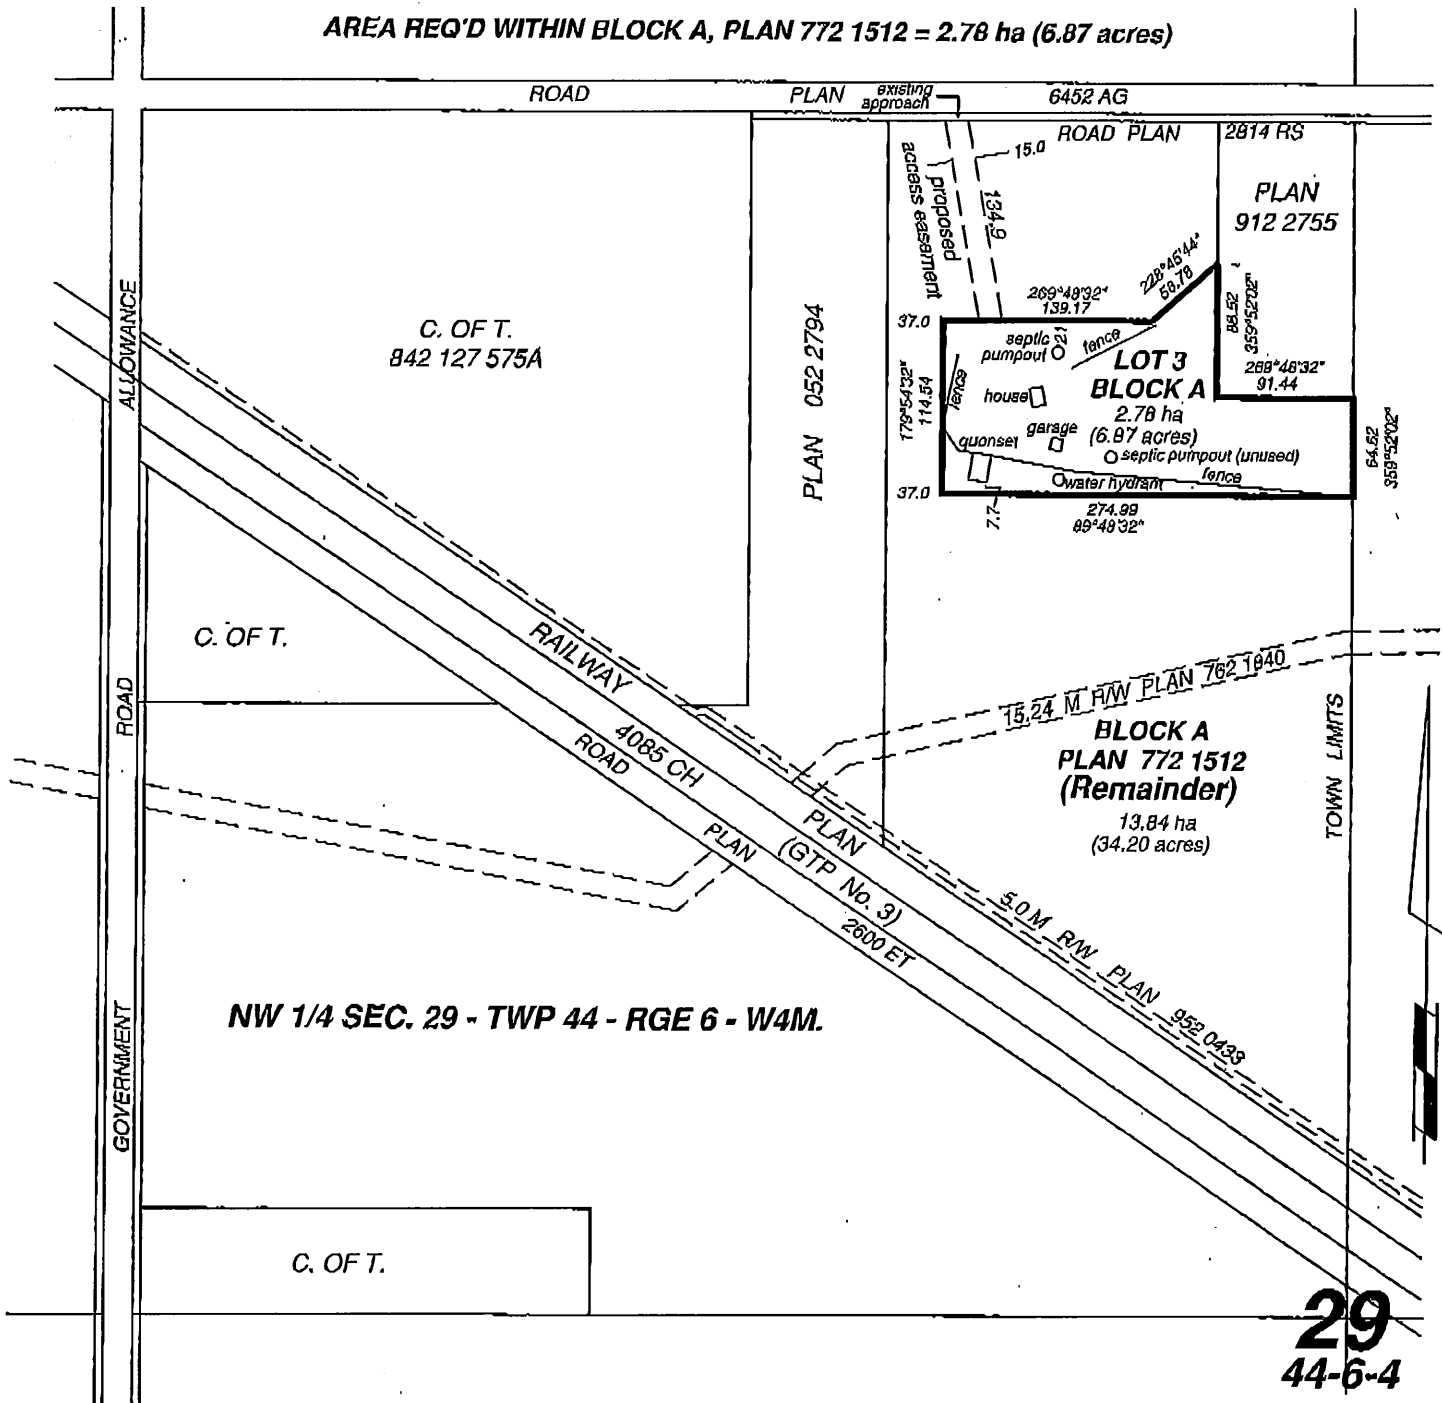 AREA REQ'D WITHIN BLOCK A, PLAN 772 1512 = 2.78 ha (6.87 acres)
ROAD PLAN 6452 AG
existing
approach
ROAD PLAN 2814 RS
15.0
134.9
proposed
access easement
PLAN
912 2755
228°46'44"
58.78
269°48'32"
139.17
88.52
359°52'02"
269°48'32"
91.44
64.52
359°52'02"
37.0
179°54'32"
114.54
37.0
septic
pumpout
21
fence
LOT 3
BLOCK A
2.78 ha
(6.87 acres)
fence
house
garage
quonset
septic pumpout (unused)
water hydrant
fence
7.7
274.99
89°48'32"
C. OF T.
842 127 575A
PLAN 052 2794
C. OF T.
GOVERNMENT ROAD ALLOWANCE
RAILWAY PLAN
4085 CH (GTP No. 3)
ROAD PLAN 2600 ET
15.24 M R/W PLAN 762 1940
BLOCK A
PLAN 772 1512
(Remainder)
13.84 ha
(34.20 acres)
TOWN LIMITS
5.0 M R/W PLAN 952 0433
NW 1/4 SEC. 29 - TWP 44 - RGE 6 - W4M.
C. OF T.
29
44-6-4